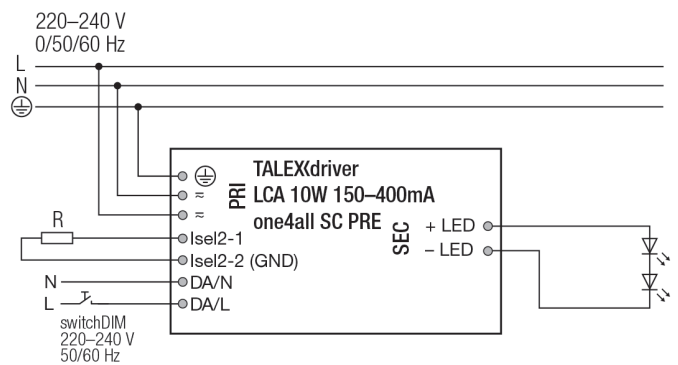 220–240 V
0/50/60 Hz
L
N
TALEXXdriver
LCA 10W 150–400mA
one4all SC PRE
PRI
≈
≈
SEC
+ LED
– LED
R
Isel2-1
Isel2-2 (GND)
N
DA/N
L
DA/L
switchDIM
220–240 V
50/60 Hz